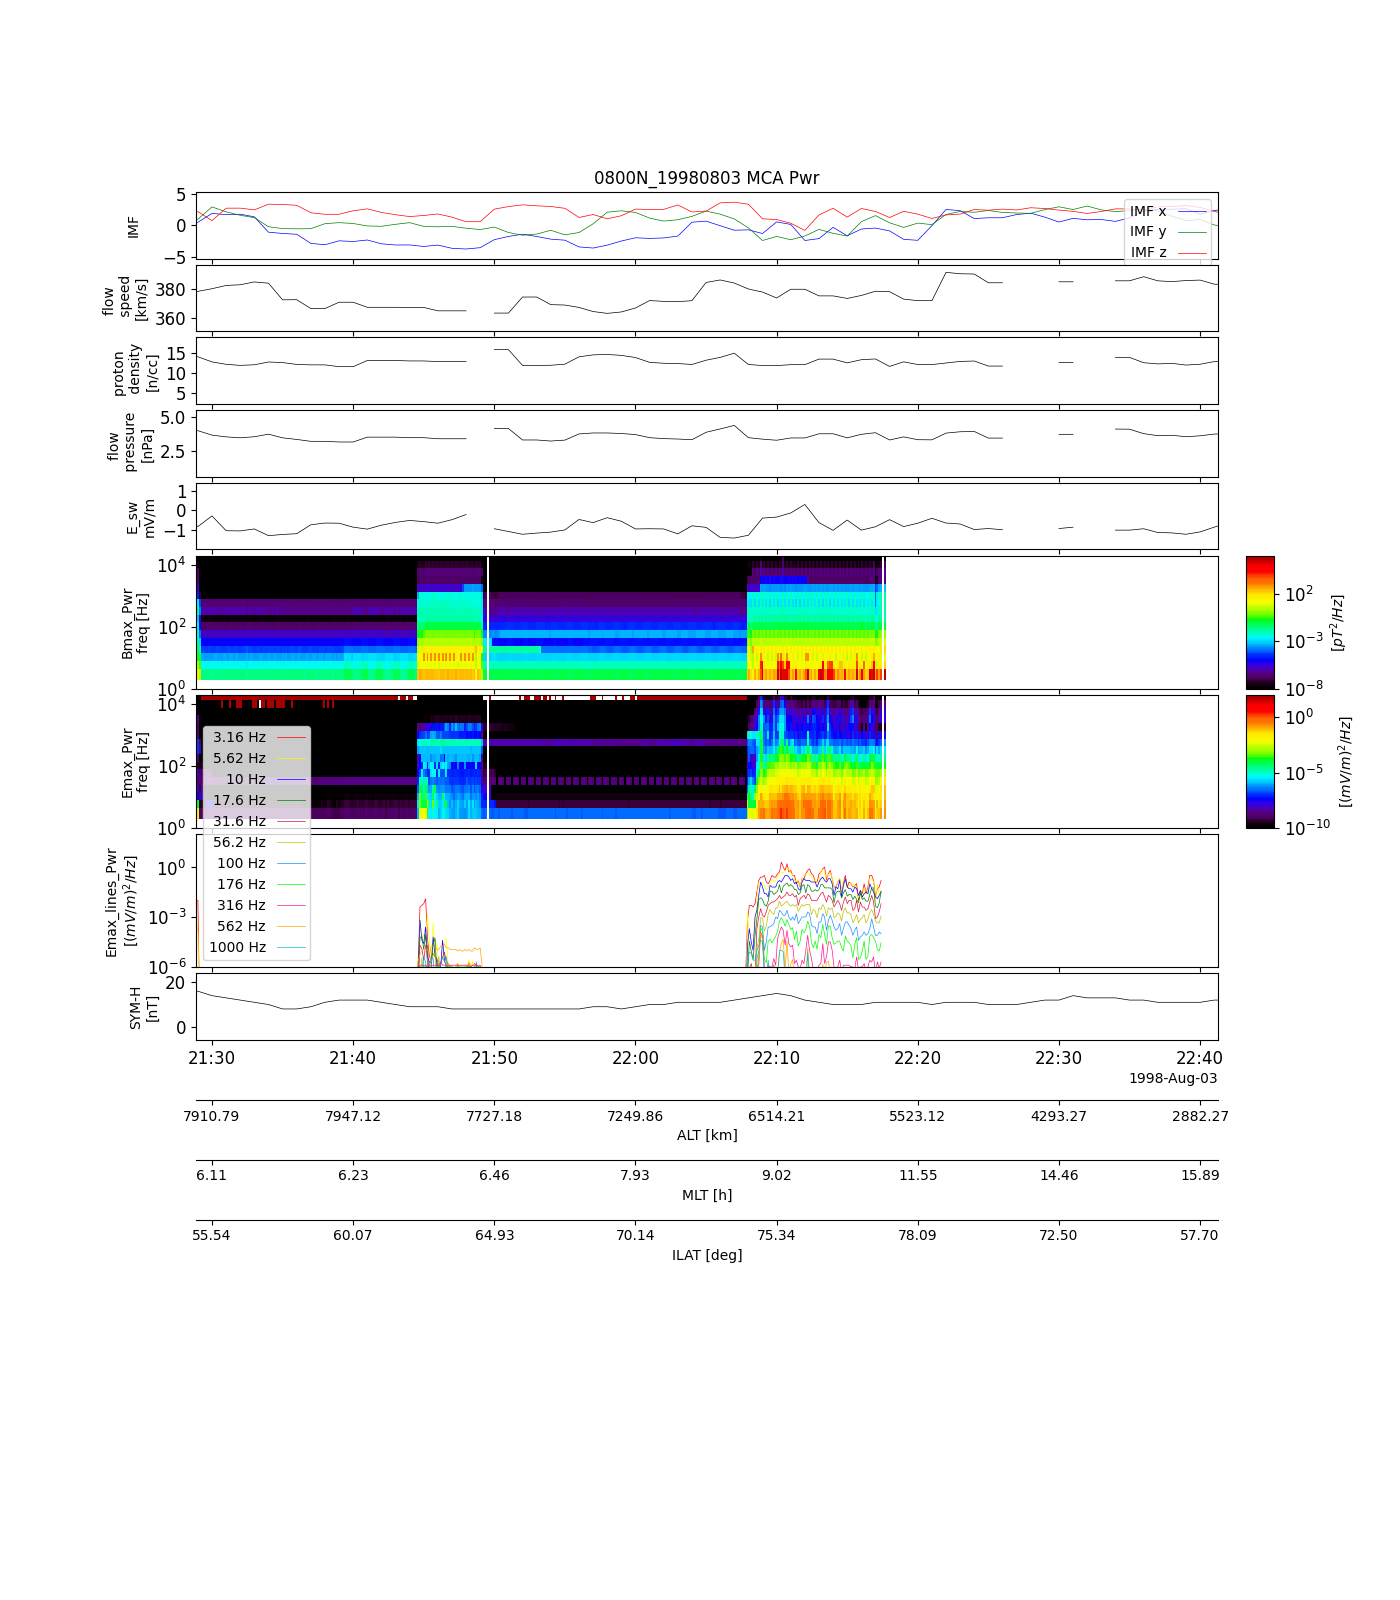 0800N_19980803 MCA Pwr
5
0
−5
IMF
IMF x
IMF y
IMF z
380
360
flow
speed
[km/s]
15
10
5
proton
density
[n/cc]
5.0
2.5
flow
pressure
[nPa]
1
0
−1
E_sw
mV/m
10^4
10^2
10^0
Bmax_Pwr
freq [Hz]
10^2
10^−3
10^−8
[pT^2/Hz]
10^4
10^2
10^0
Emax_Pwr
freq [Hz]
10^0
10^−5
10^−10
[(mV/m)^2/Hz]
3.16 Hz
5.62 Hz
10 Hz
17.6 Hz
31.6 Hz
56.2 Hz
100 Hz
176 Hz
316 Hz
562 Hz
1000 Hz
10^0
10^−3
10^−6
Emax_lines_Pwr
[(mV/m)^2/Hz]
20
0
SYM-H
[nT]
21:30 21:40 21:50 22:00 22:10 22:20 22:30 22:40
1998-Aug-03
7910.79 7947.12 7727.18 7249.86 6514.21 5523.12 4293.27 2882.27
ALT [km]
6.11 6.23 6.46 7.93 9.02 11.55 14.46 15.89
MLT [h]
55.54 60.07 64.93 70.14 75.34 78.09 72.50 57.70
ILAT [deg]